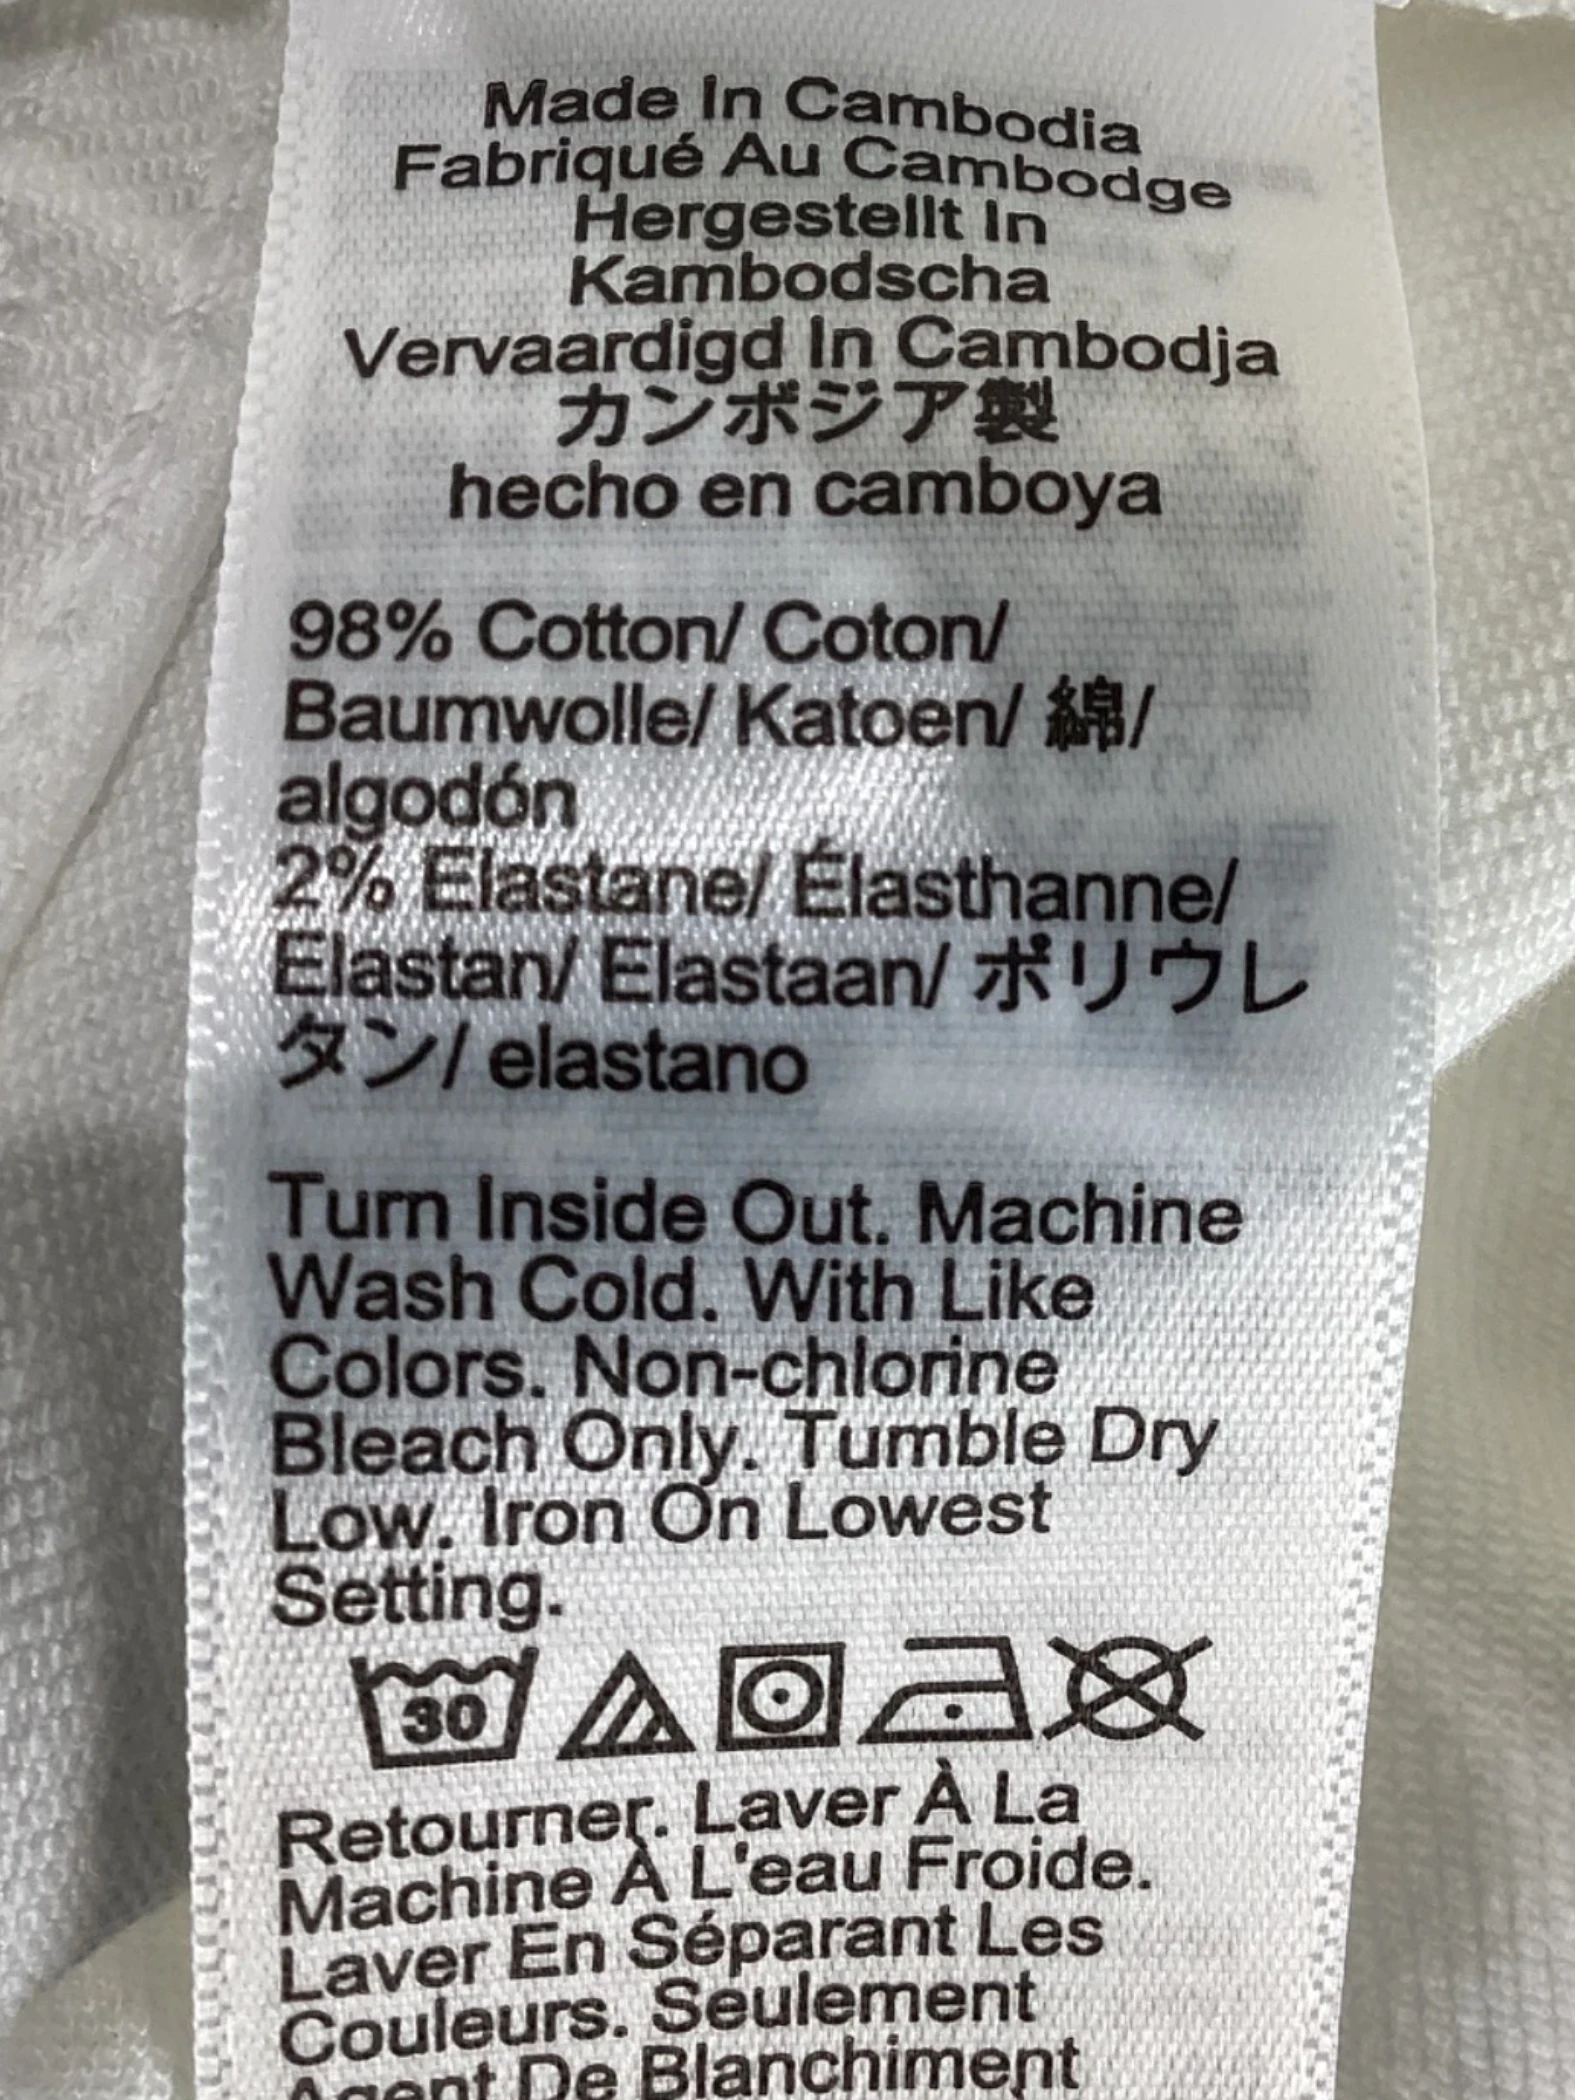 Made In Cambodia
Fabriqué Au Cambodge
Hergestellt In
Kambodscha
Vervaardigd In Cambodja
カンボジア製
hecho en camboya
98% Cotton/ Coton/
Baumwolle/ Katoen/ 綿/
algodón
2% Elastane/ Élasthanne/
Elastan/ Elastaan/ ポリウレ
タン/ elastano
Turn Inside Out. Machine
Wash Cold. With Like
Colors. Non-chlorine
Bleach Only. Tumble Dry
Low. Iron On Lowest
Setting.
30
Retourner. Laver À La
Machine À L'eau Froide.
Laver En Séparant Les
Couleurs. Seulement
Agent De Blanchiment